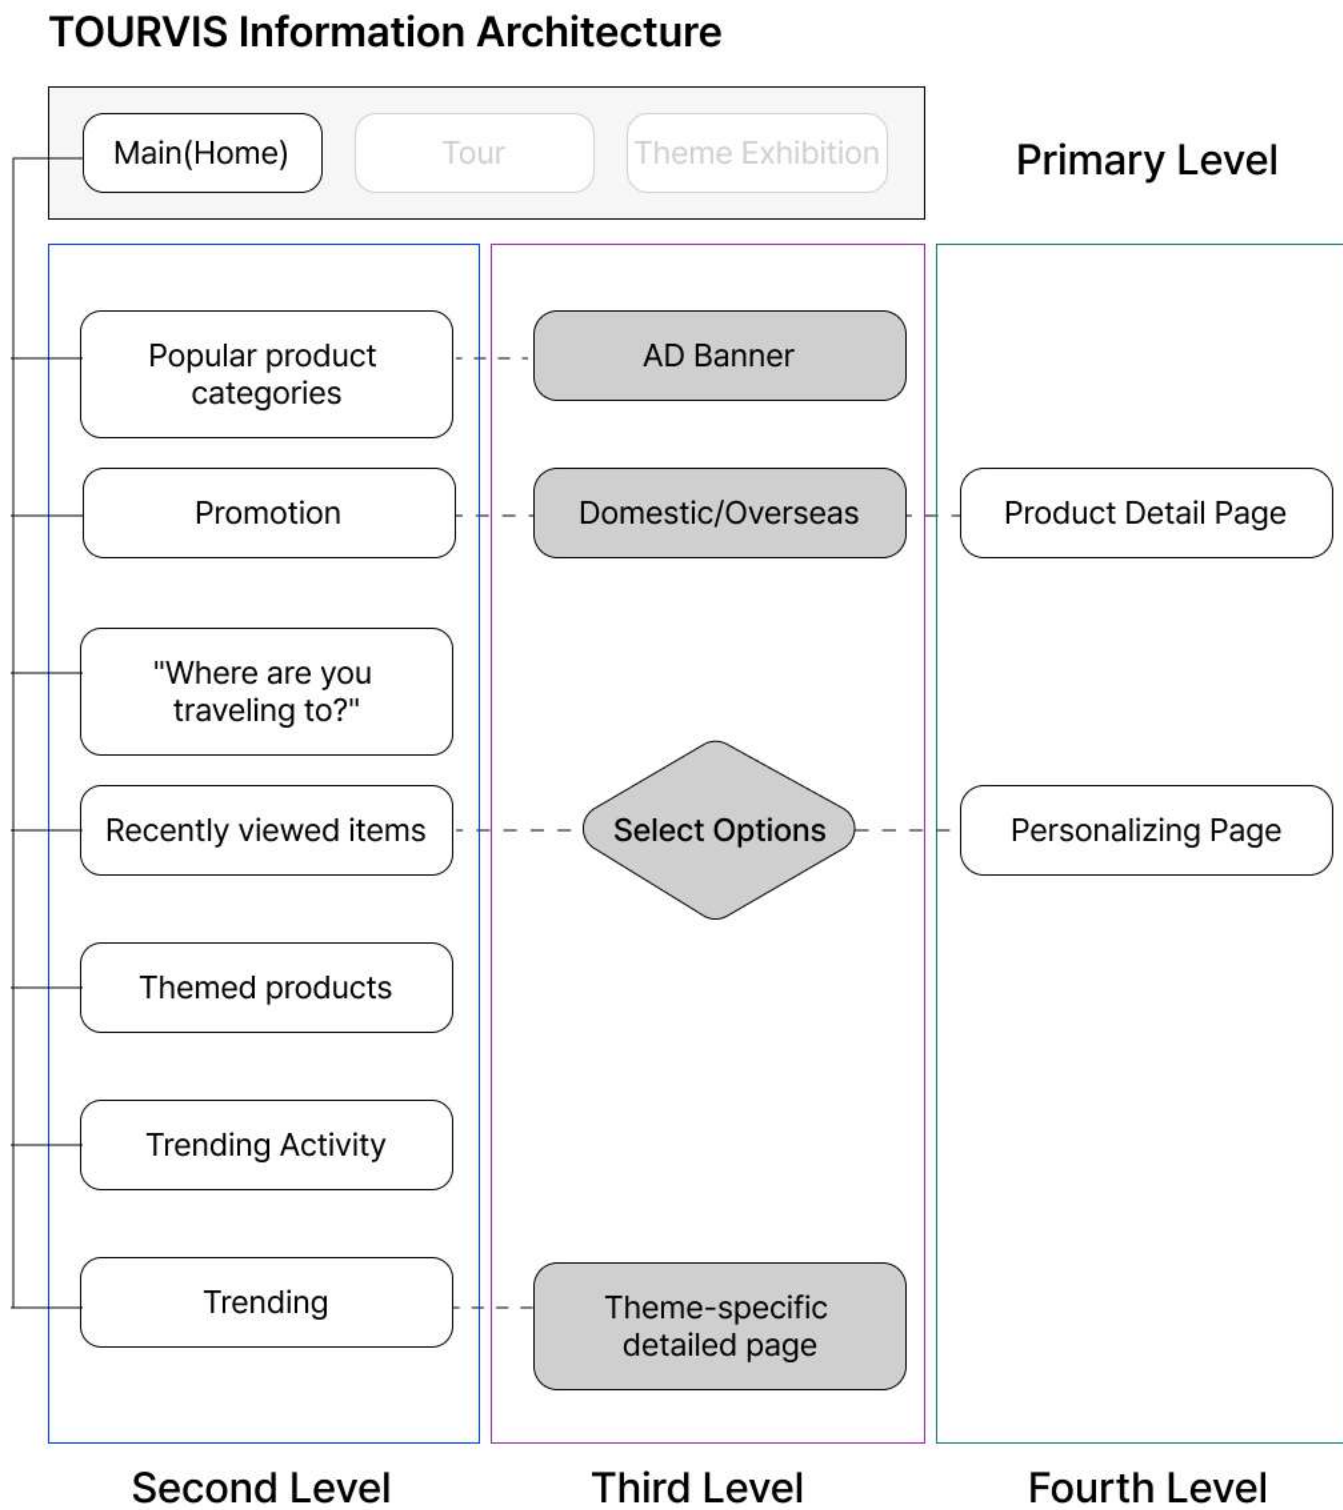 TOURVIS Information Architecture
Main(Home)
Tour
Theme Exhibition
Primary Level
Popular product
categories
AD Banner
Promotion
Domestic/Overseas
Product Detail Page
"Where are you
traveling to?"
Recently viewed items
Select Options
Personalizing Page
Themed products
Trending Activity
Trending
Theme-specific
detailed page
Second Level
Third Level
Fourth Level